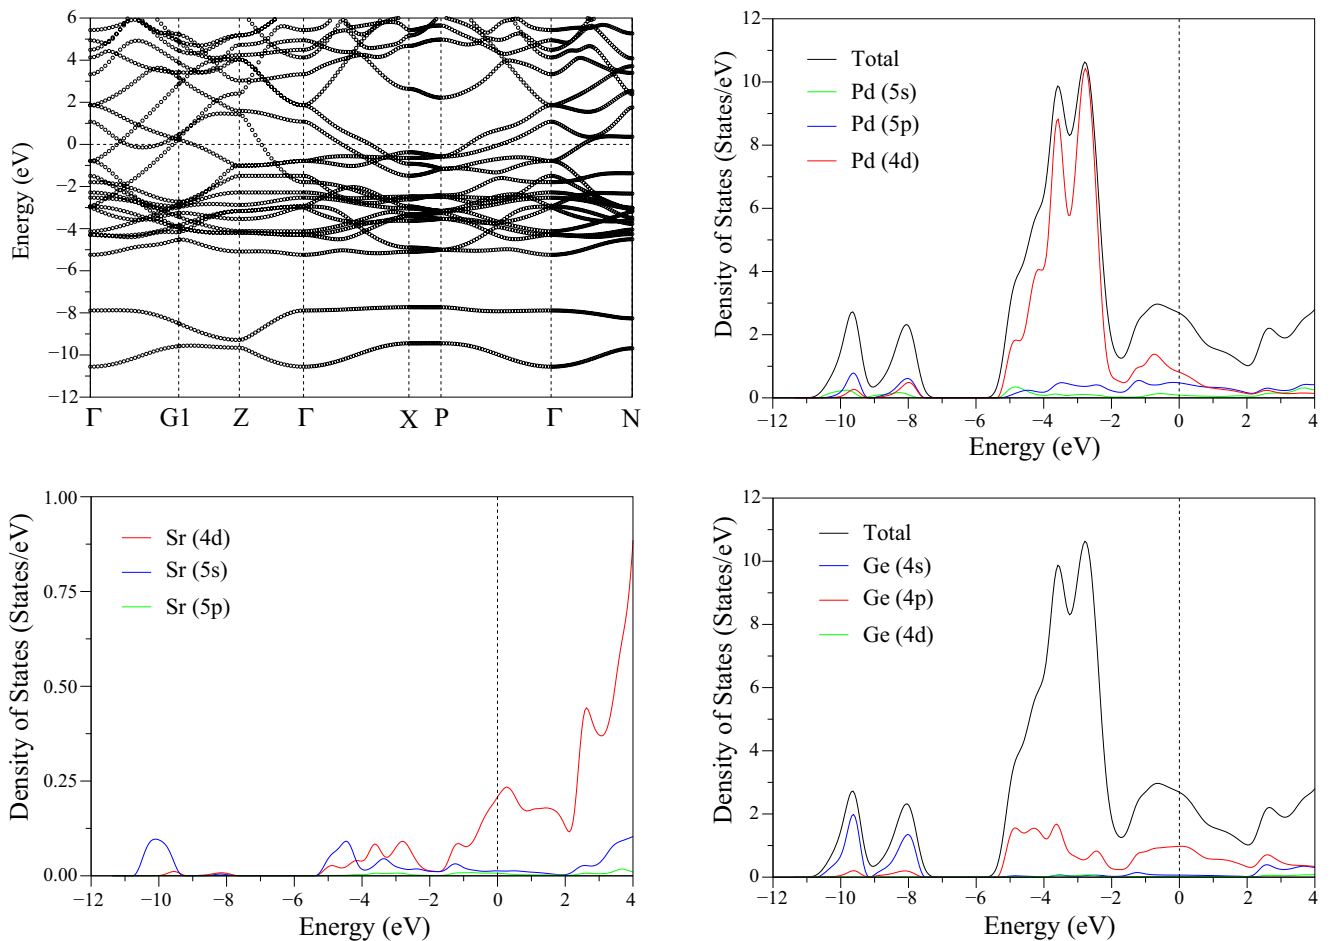 6
4
2
0
−2
−4
−6
−8
−10
−12
Energy (eV)
Γ G1 Z Γ X P Γ N
12
10
8
6
4
2
0
Density of States (States/eV)
Total
Pd (5s)
Pd (5p)
Pd (4d)
−12 −10 −8 −6 −4 −2 0 2 4
Energy (eV)
1.00
0.75
0.50
0.25
0.00
Density of States (States/eV)
Sr (4d)
Sr (5s)
Sr (5p)
−12 −10 −8 −6 −4 −2 0 2 4
Energy (eV)
12
10
8
6
4
2
0
Density of States (States/eV)
Total
Ge (4s)
Ge (4p)
Ge (4d)
−12 −10 −8 −6 −4 −2 0 2 4
Energy (eV)